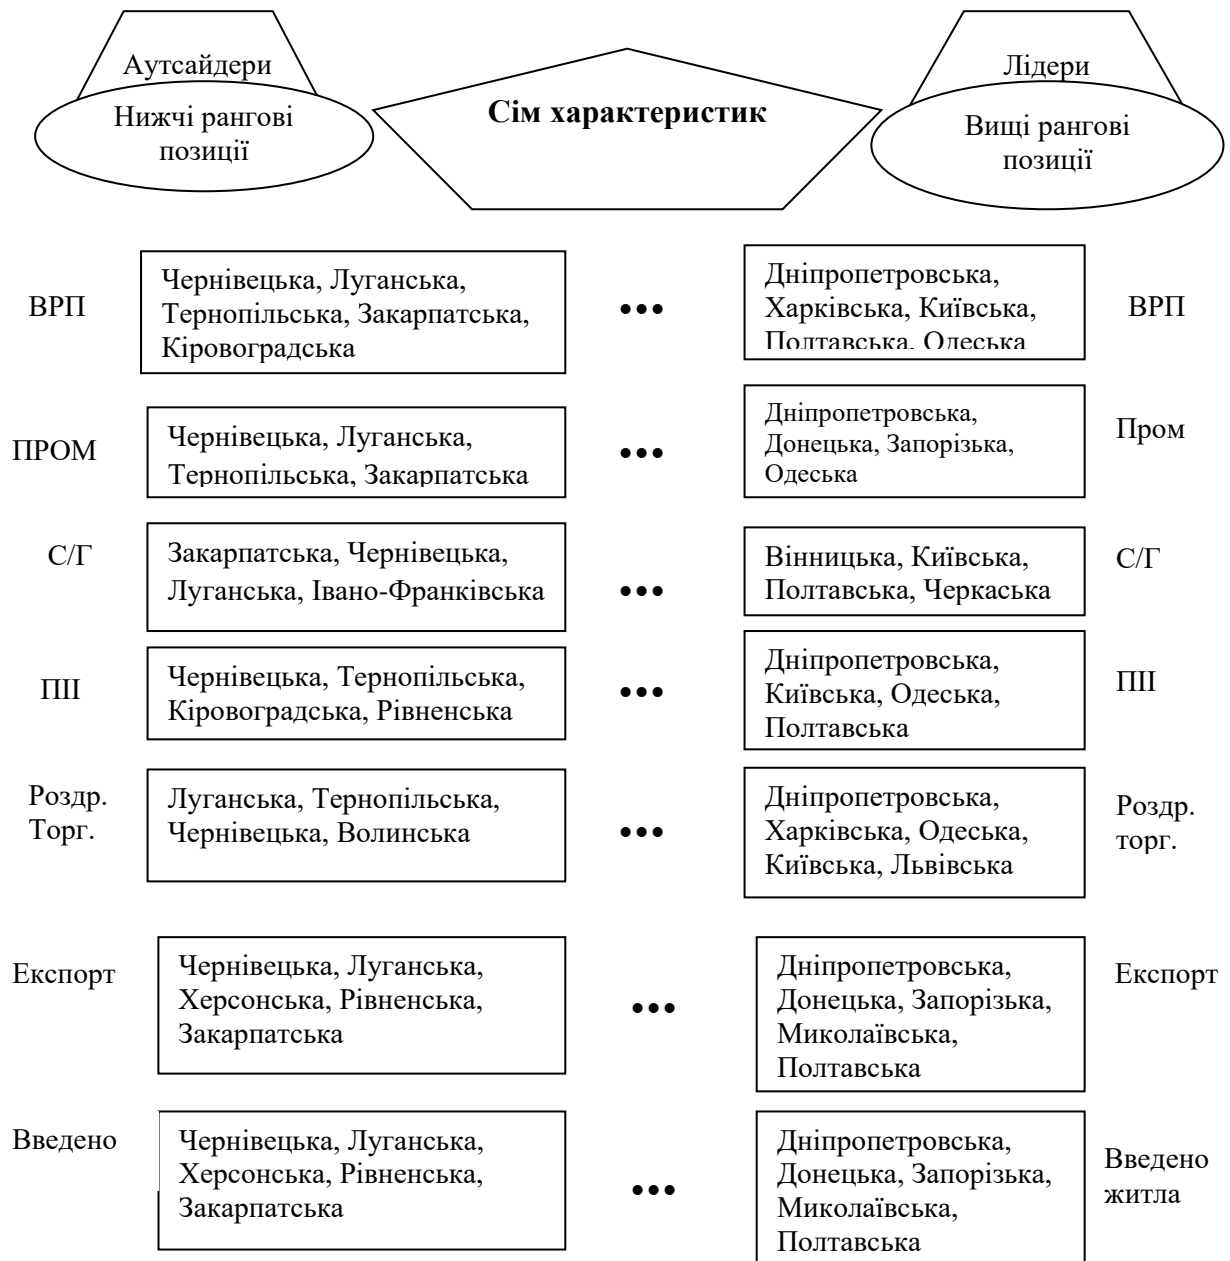 Аутсайдери
Нижчі рангові
позиції
Сім характеристик
Лідери
Вищі рангові
позиції
ВРП
Чернівецька, Луганська,
Тернопільська, Закарпатська,
Кіровоградська
•••
Дніпропетровська,
Харківська, Київська,
Полтавська, Одеська
ВРП
ПРОМ
Чернівецька, Луганська,
Тернопільська, Закарпатська
•••
Дніпропетровська,
Донецька, Запорізька,
Одеська
Пром
С/Г
Закарпатська, Чернівецька,
Луганська, Івано-Франківська
•••
Вінницька, Київська,
Полтавська, Черкаська
С/Г
ПІІ
Чернівецька, Тернопільська,
Кіровоградська, Рівненська
•••
Дніпропетровська,
Київська, Одеська,
Полтавська
ПІІ
Роздр.
Торг.
Луганська, Тернопільська,
Чернівецька, Волинська
•••
Дніпропетровська,
Харківська, Одеська,
Київська, Львівська
Роздр.
торг.
Експорт
Чернівецька, Луганська,
Херсонська, Рівненська,
Закарпатська
•••
Дніпропетровська,
Донецька, Запорізька,
Миколаївська,
Полтавська
Експорт
Введено
Чернівецька, Луганська,
Херсонська, Рівненська,
Закарпатська
•••
Дніпропетровська,
Донецька, Запорізька,
Миколаївська,
Полтавська
Введено
житла